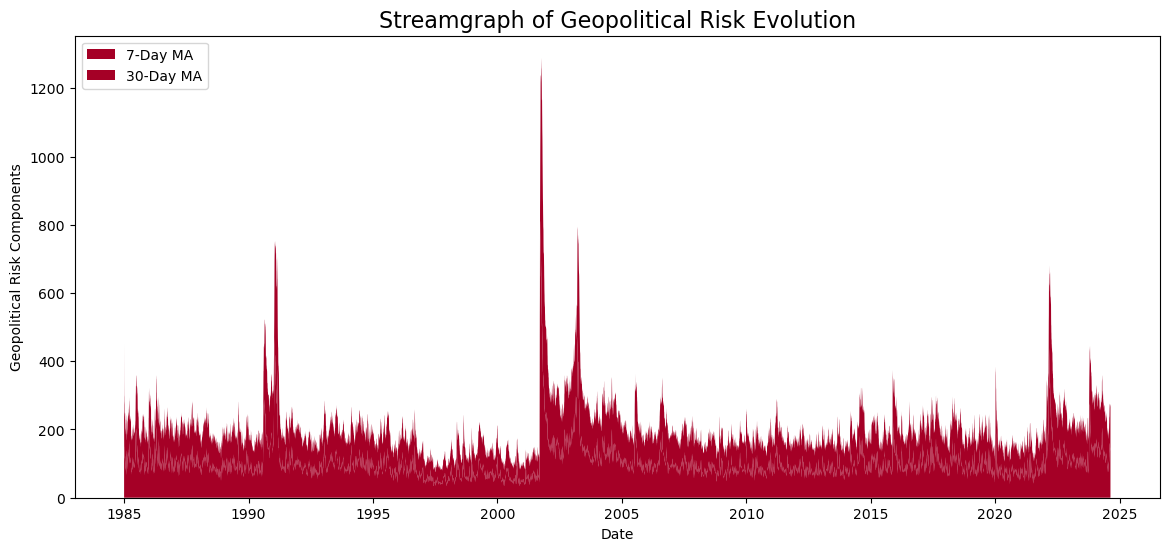 Streamgraph of Geopolitical Risk Evolution
7-Day MA
30-Day MA
Geopolitical Risk Components
1200
1000
800
600
400
200
0
1985 1990 1995 2000 2005 2010 2015 2020 2025
Date